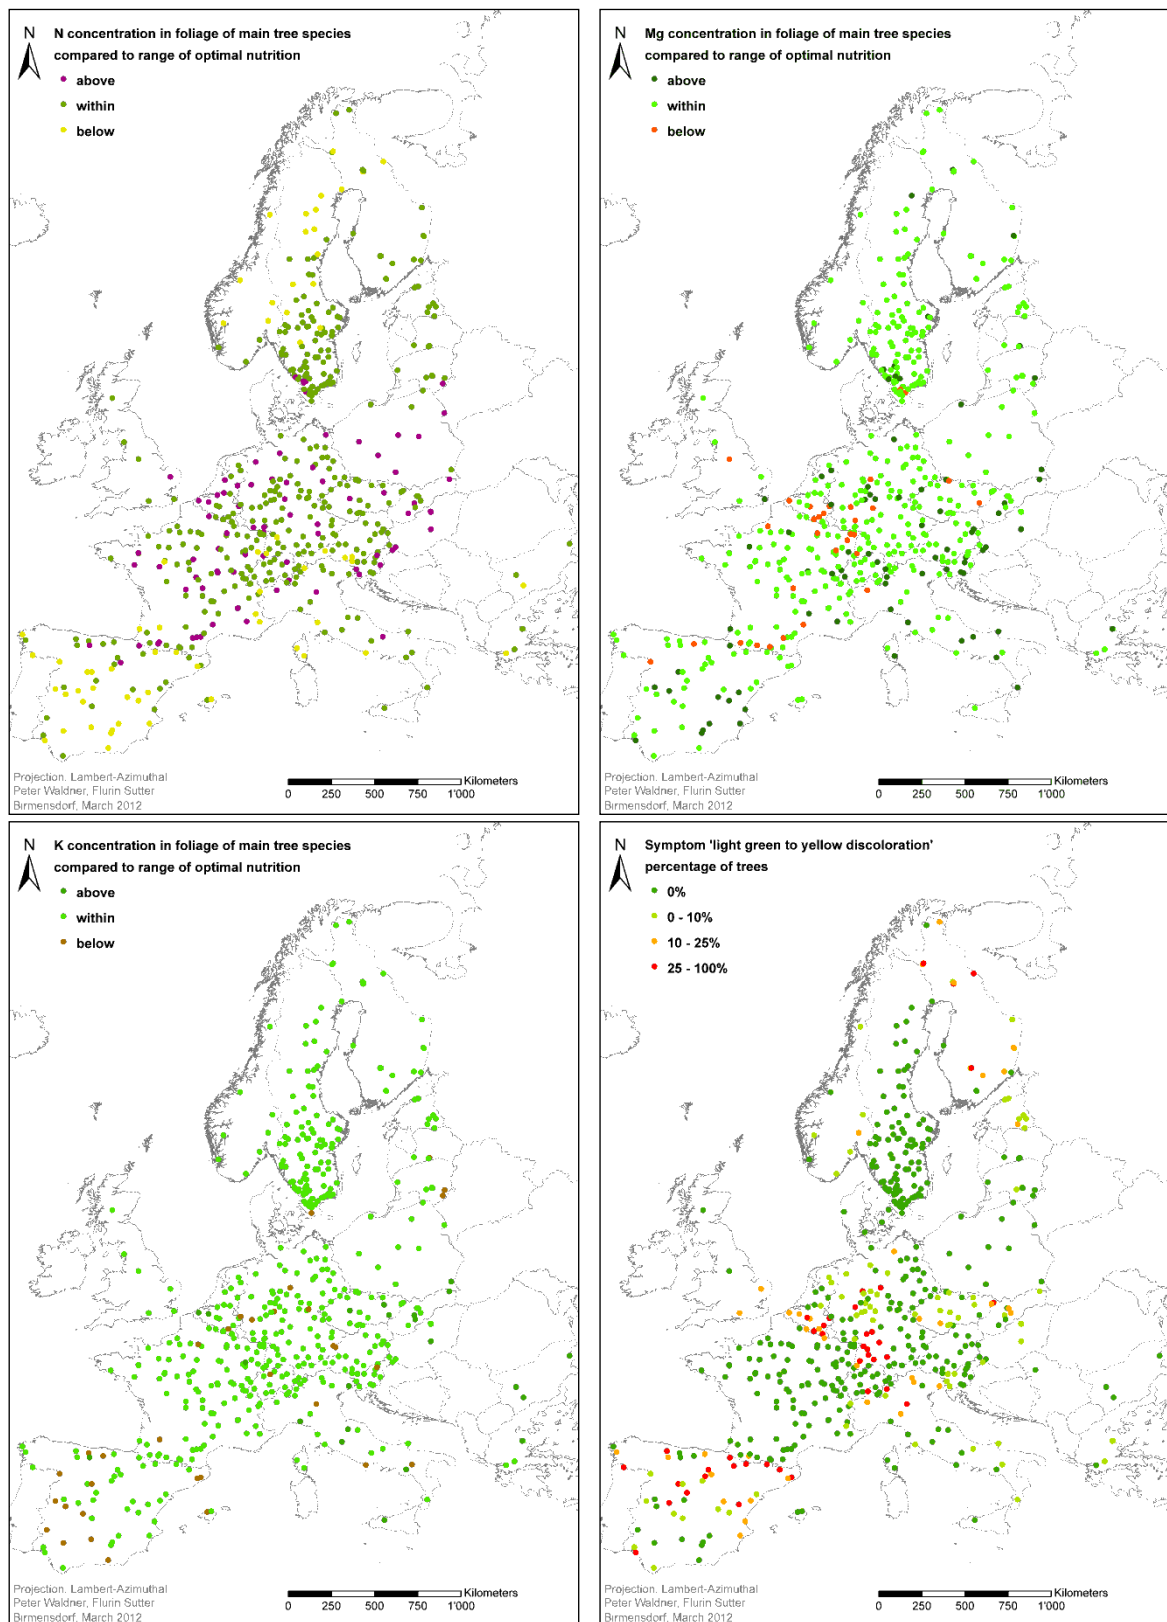 N
N concentration in foliage of main tree species
compared to range of optimal nutrition
above
within
below
Projection. Lambert-Azimuthal
Peter Waldner, Flurin Sutter
Birmensdorf, March 2012
Kilometers
0 250 500 750 1'000
N
Mg concentration in foliage of main tree species
compared to range of optimal nutrition
above
within
below
Projection. Lambert-Azimuthal
Peter Waldner, Flurin Sutter
Birmensdorf, March 2012
Kilometers
0 250 500 750 1'000
N
K concentration in foliage of main tree species
compared to range of optimal nutrition
above
within
below
Projection. Lambert-Azimuthal
Peter Waldner, Flurin Sutter
Birmensdorf, March 2012
Kilometers
0 250 500 750 1'000
N
Symptom 'light green to yellow discoloration'
percentage of trees
0%
0 - 10%
10 - 25%
25 - 100%
Projection. Lambert-Azimuthal
Peter Waldner, Flurin Sutter
Birmensdorf, March 2012
Kilometers
0 250 500 750 1'000